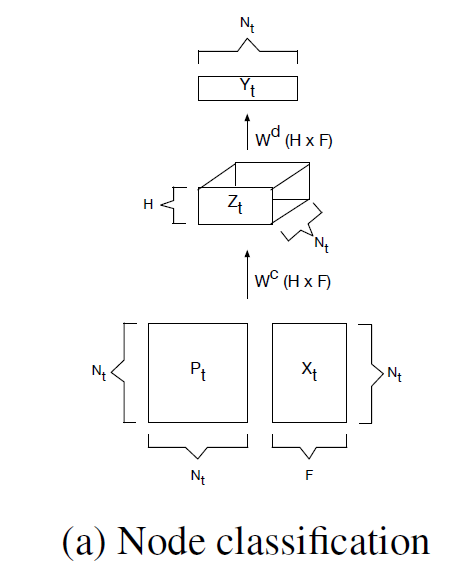 Nt
Yt
Wd (H x F)
H
Zt
Nt
Wc (H x F)
Nt
Pt
Xt
Nt
Nt
F
(a) Node classification